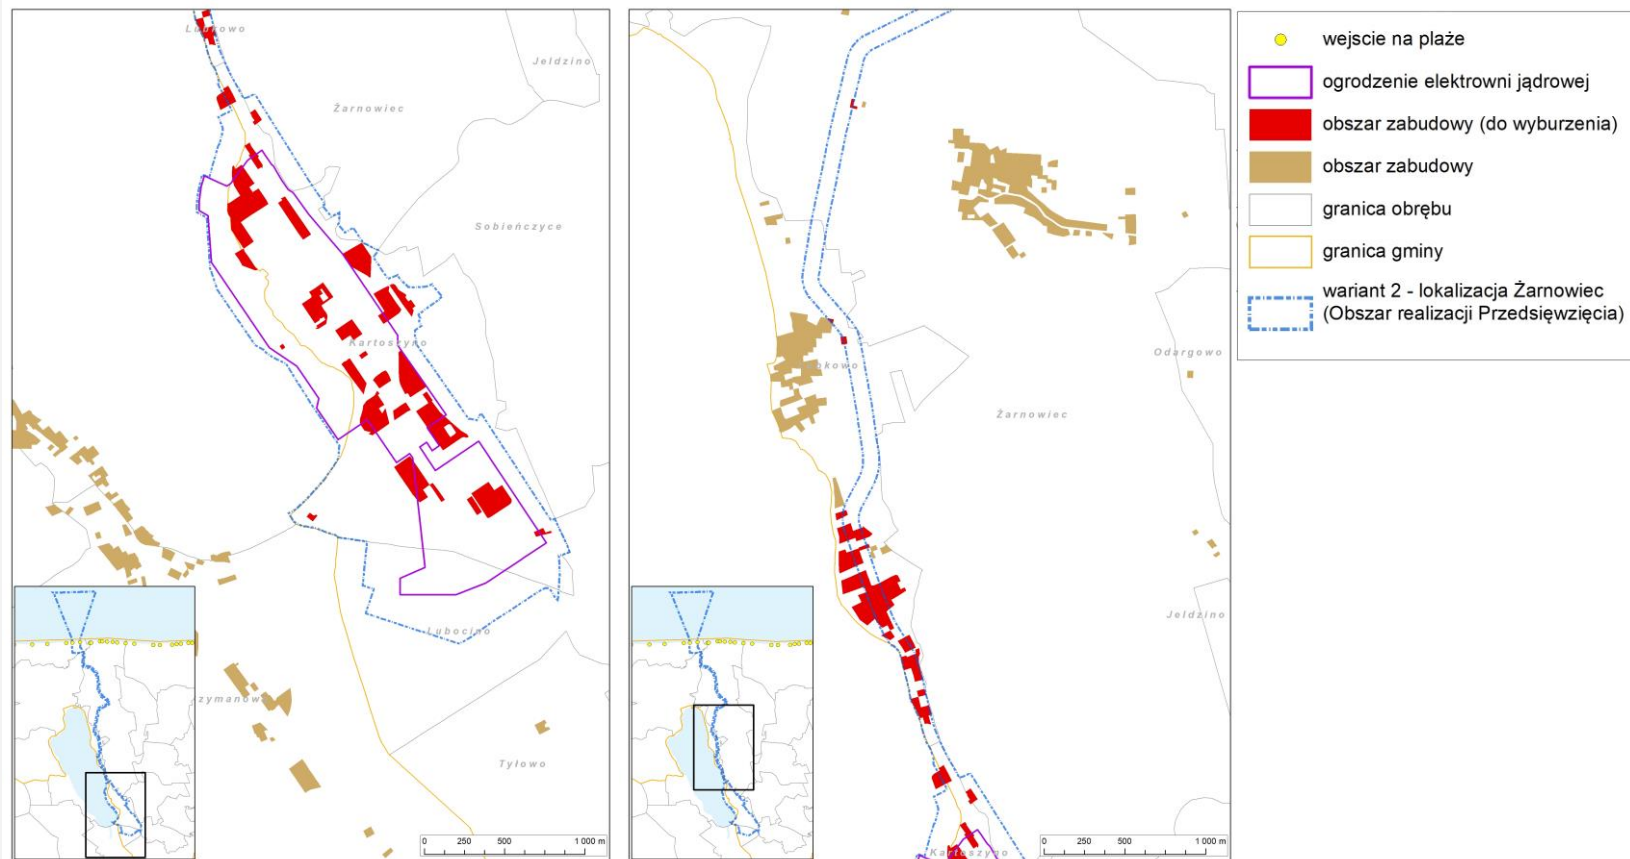 Lubkowo
Jeldzino
Żarnowiec
Sobieńczyce
Kartoszyno
Lubocino
Tyłowo
0 250 500 1 000 m
Odargowo
Żarnowiec
Jeldzino
Kartoszyno
0 250 500 1 000 m
wejscie na plaże
ogrodzenie elektrowni jądrowej
obszar zabudowy (do wyburzenia)
obszar zabudowy
granica obrębu
granica gminy
wariant 2 - lokalizacja Żarnowiec
(Obszar realizacji Przedsięwzięcia)